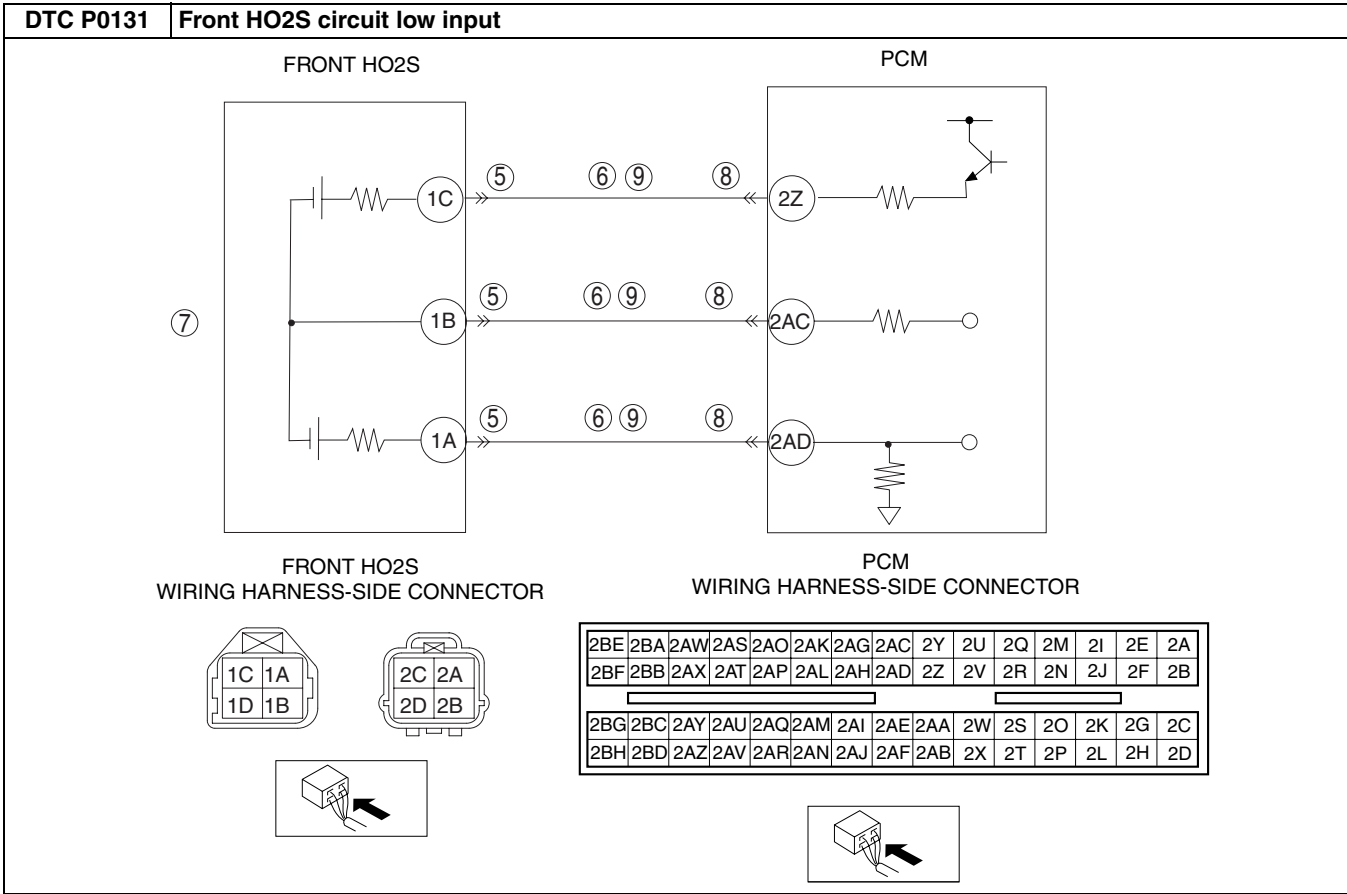 DTC P0131 Front HO2S circuit low input
FRONT HO2S PCM
1C ⑤ ⑥ ⑨ ⑧ 2Z
⑦ 1B ⑤ ⑥ ⑨ ⑧ 2AC
1A ⑤ ⑥ ⑨ ⑧ 2AD
FRONT HO2S
WIRING HARNESS-SIDE CONNECTOR
1C 1A
1D 1B
2C 2A
2D 2B
PCM
WIRING HARNESS-SIDE CONNECTOR
2BE 2BA 2AW 2AS 2AO 2AK 2AG 2AC 2Y 2U 2Q 2M 2I 2E 2A
2BF 2BB 2AX 2AT 2AP 2AL 2AH 2AD 2Z 2V 2R 2N 2J 2F 2B
2BG 2BC 2AY 2AU 2AQ 2AM 2AI 2AE 2AA 2W 2S 2O 2K 2G 2C
2BH 2BD 2AZ 2AV 2AR 2AN 2AJ 2AF 2AB 2X 2T 2P 2L 2H 2D